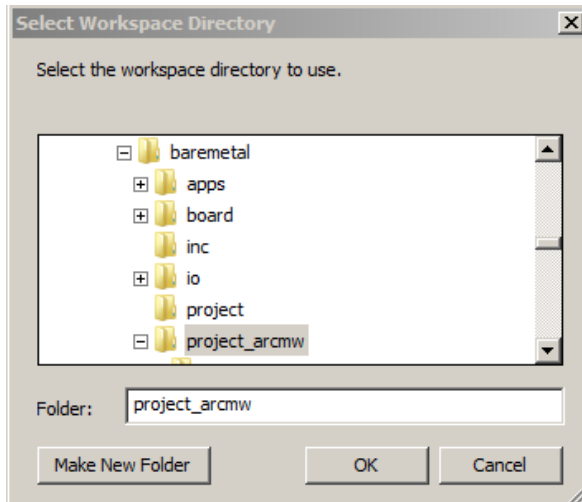 Select Workspace Directory
Select the workspace directory to use.
baremetal
apps
board
inc
io
project
project_arcmw
Folder: project_arcmw
Make New Folder OK Cancel